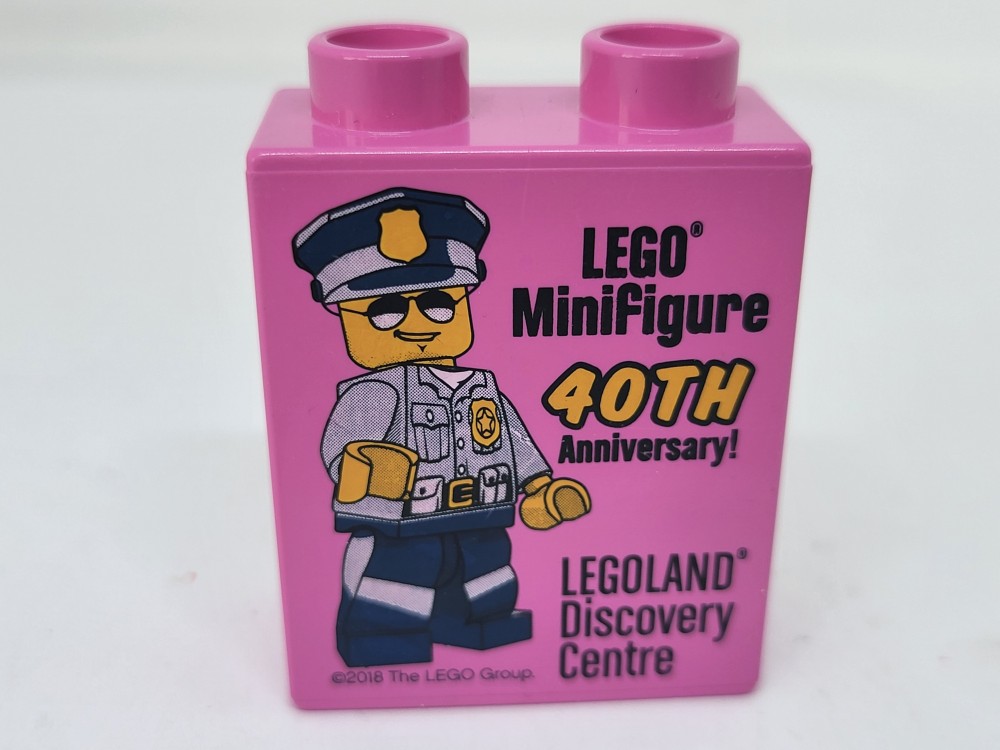 LEGO®
Minifigure
40TH
Anniversary!
LEGOLAND®
Discovery
Centre
©2018 The LEGO Group.